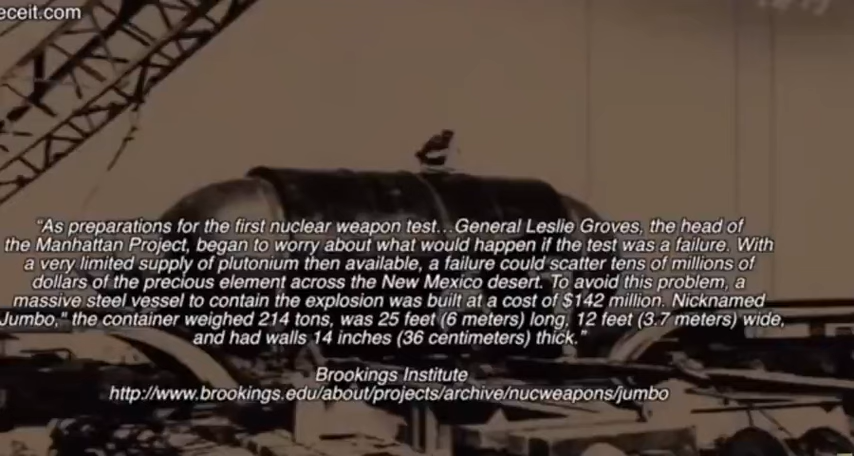 eceit.com
"As preparations for the first nuclear weapon test...General Leslie Groves, the head of
the Manhattan Project, began to worry about what would happen if the test was a failure. With
a very limited supply of plutonium then available, a failure could scatter tens of millions of
dollars of the precious element across the New Mexico desert. To avoid this problem, a
massive steel vessel to contain the explosion was built at a cost of $142 million. Nicknamed
Jumbo," the container weighed 214 tons, was 25 feet (6 meters) long, 12 feet (3.7 meters) wide,
and had walls 14 inches (36 centimeters) thick."
Brookings Institute
http://www.brookings.edu/about/projects/archive/nucweapons/jumbo